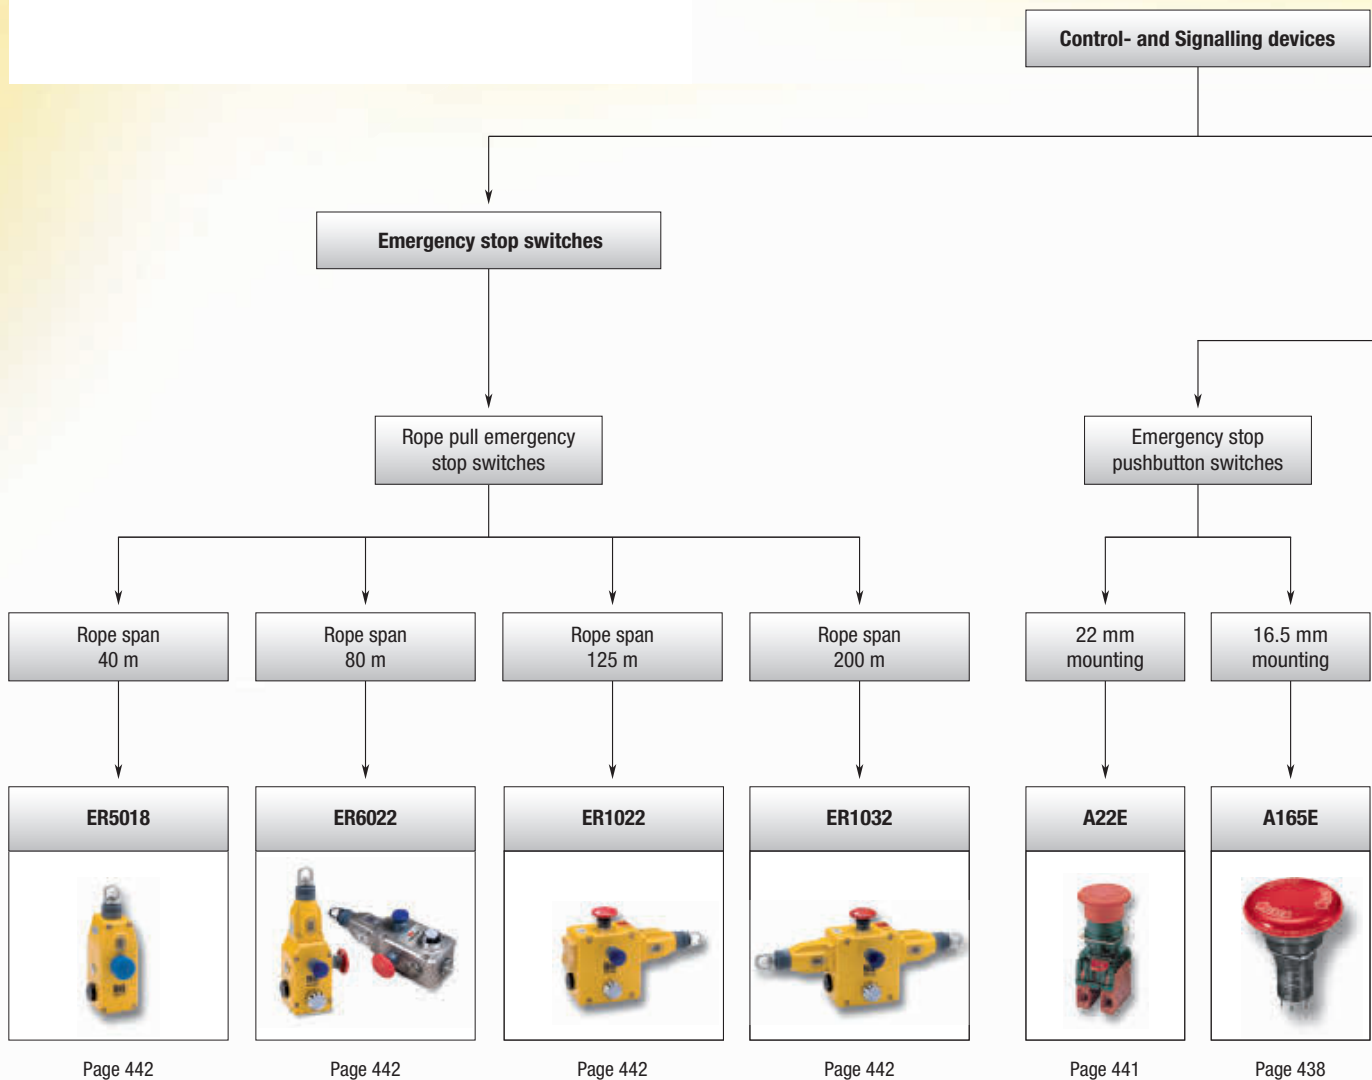 Control- and Signalling devices
Emergency stop switches
Rope pull emergency
stop switches
Emergency stop
pushbutton switches
Rope span
40 m
Rope span
80 m
Rope span
125 m
Rope span
200 m
22 mm
mounting
16.5 mm
mounting
ER5018
ER6022
ER1022
ER1032
A22E
A165E
Page 442
Page 442
Page 442
Page 442
Page 441
Page 438